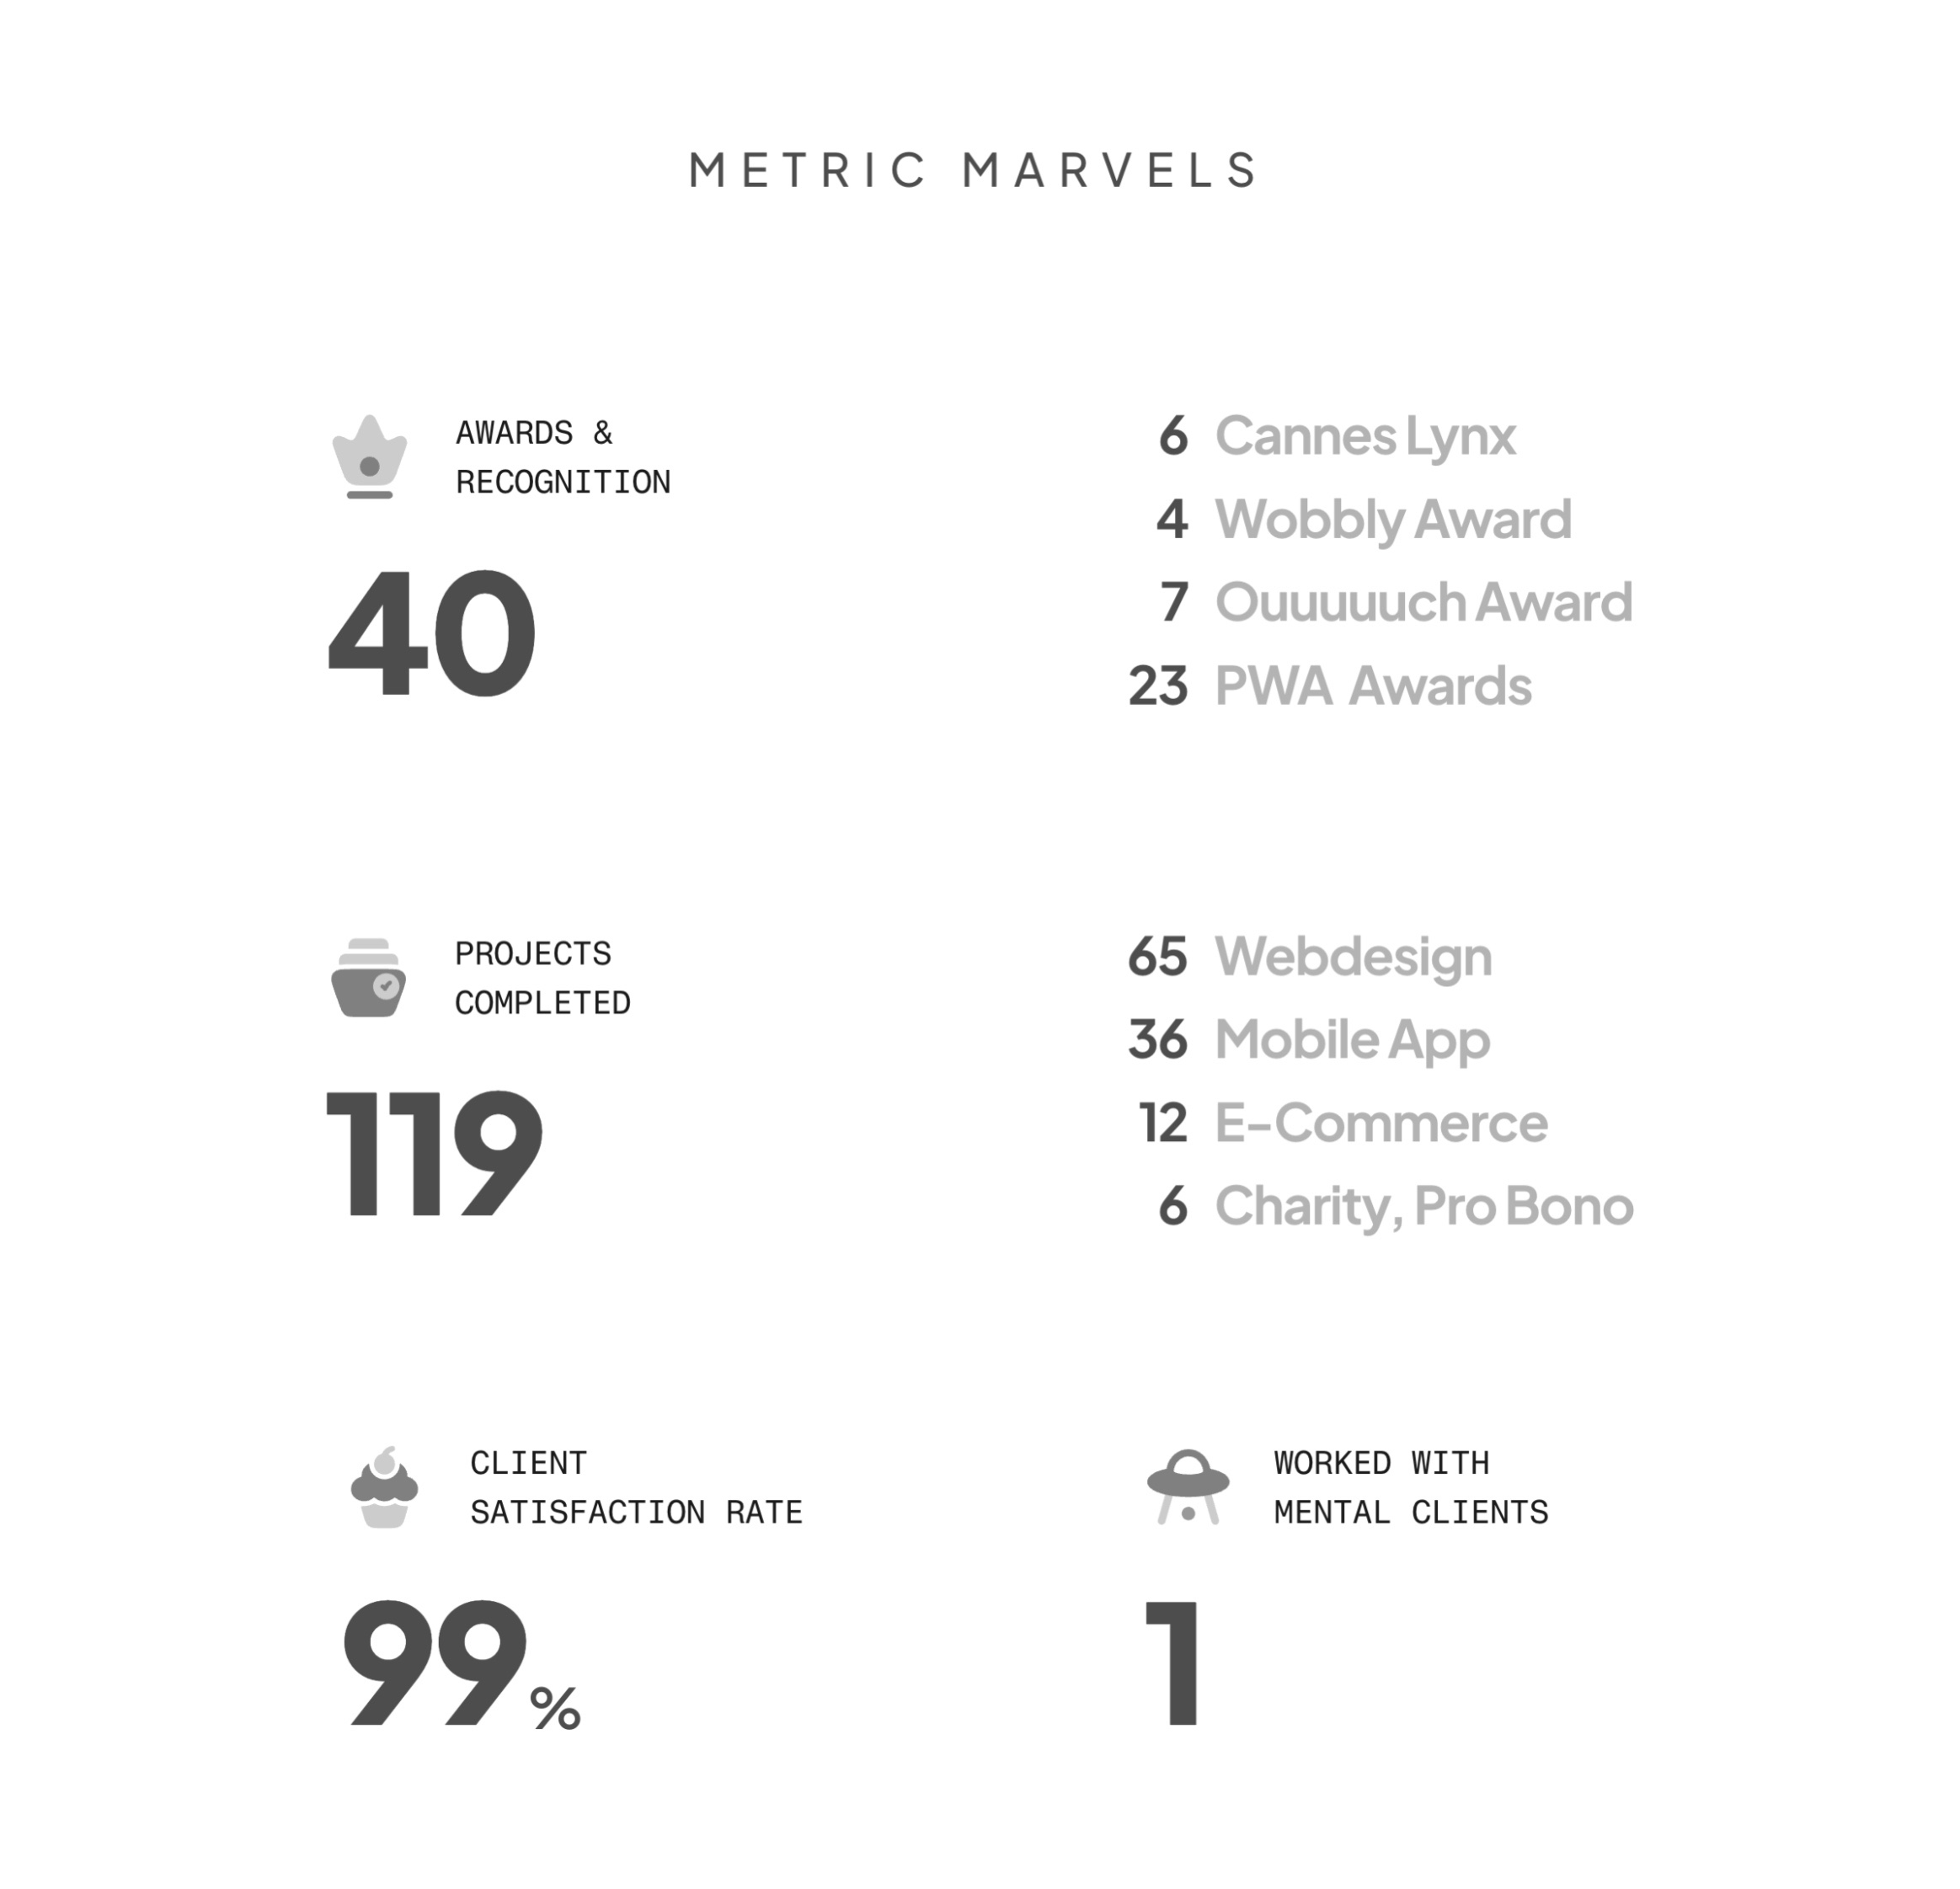 METRIC MARVELS
AWARDS &
RECOGNITION
40
6 Cannes Lynx
4 Wobbly Award
7 Ouuuuuch Award
23 PWA Awards
PROJECTS
COMPLETED
119
65 Webdesign
36 Mobile App
12 E-Commerce
6 Charity, Pro Bono
CLIENT
SATISFACTION RATE
99%
WORKED WITH
MENTAL CLIENTS
1